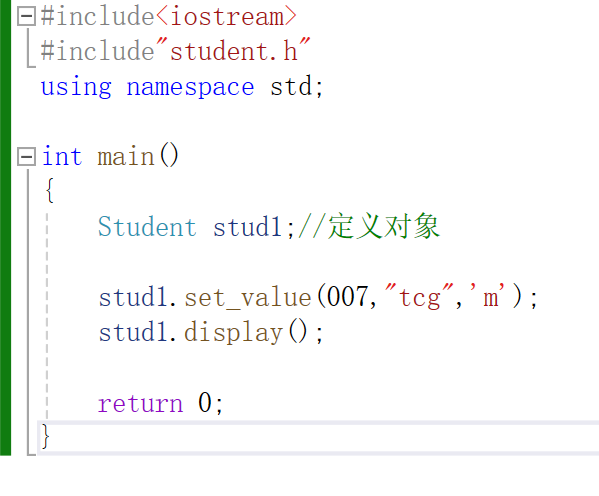 #include<iostream>
#include"student.h"
using namespace std;
int main()
{
Student stud1;//定义对象
stud1.set_value(007,"tcg",'m');
stud1.display();
return 0;
}